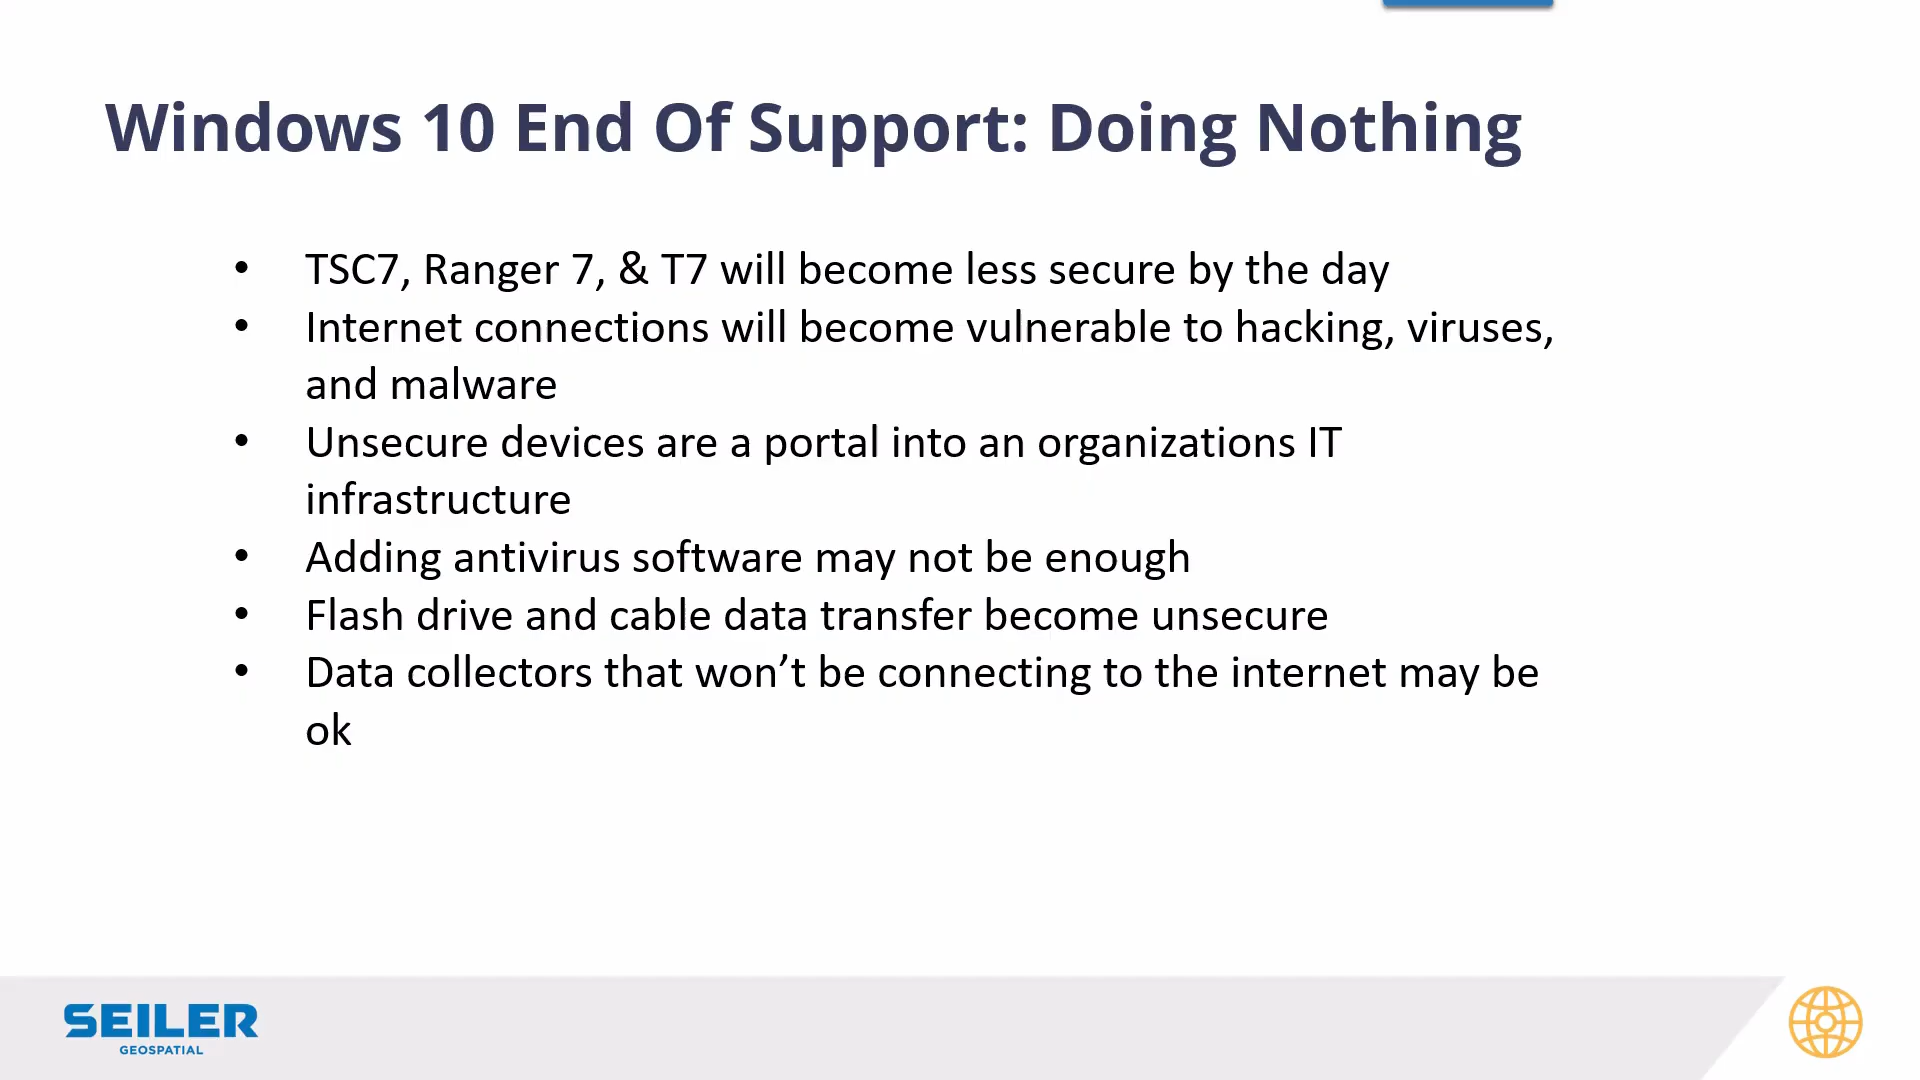 Windows 10 End Of Support: Doing Nothing
• TSC7, Ranger 7, & T7 will become less secure by the day
• Internet connections will become vulnerable to hacking, viruses,
and malware
• Unsecure devices are a portal into an organizations IT
infrastructure
• Adding antivirus software may not be enough
• Flash drive and cable data transfer become unsecure
• Data collectors that won’t be connecting to the internet may be
ok
SEILER
GEOSPATIAL